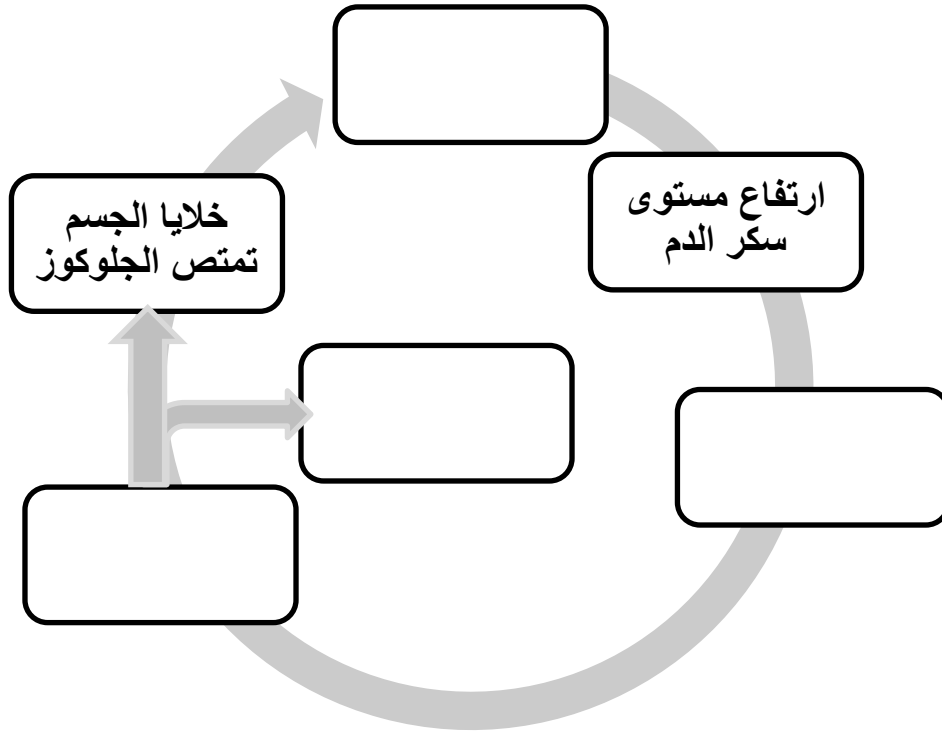 ارتفاع مستوى
سكر الدم
خلايا الجسم
تمتص الجلوكوز